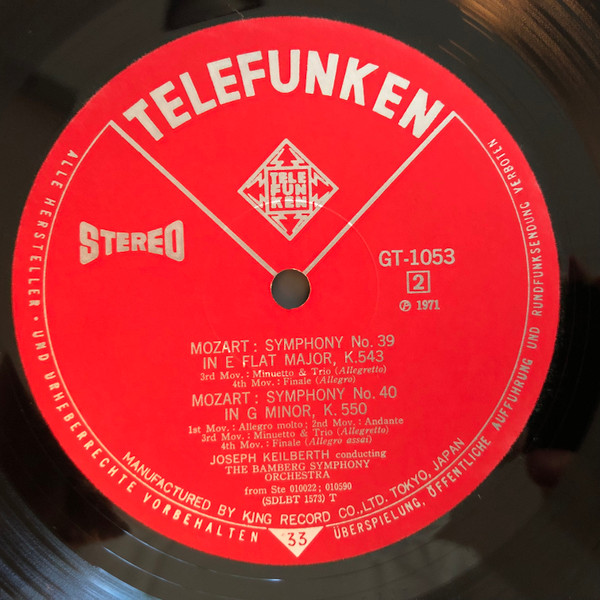 TELEFUNKEN
TELE
FUN
KEN
STEREO
GT-1053
2
Ⓟ 1971
MOZART : SYMPHONY No. 39
IN E FLAT MAJOR, K.543
3rd Mov. : Minuetto & Trio (Allegretto)
4th Mov. : Finale (Allegro)
MOZART : SYMPHONY No. 40
IN G MINOR, K. 550
1st Mov. : Allegro molto ; 2nd Mov. : Andante
3rd Mov. : Minuetto & Trio (Allegretto)
4th Mov. : Finale (Allegro assai)
JOSEPH KEILBERTH conducting
THE BAMBERG SYMPHONY
ORCHESTRA
from Ste 010022 ; 010590
(SDLBT 1573) T
MANUFACTURED BY KING RECORD CO., LTD. TOKYO, JAPAN
33
ALLE HERSTELLER - UND URHEBERRECHTE VORBEHALTEN
ÜBERSPIELUNG, ÖFFENTLICHE AUFFÜHRUNG UND RUNDFUNKSENDUNG VERBOTEN